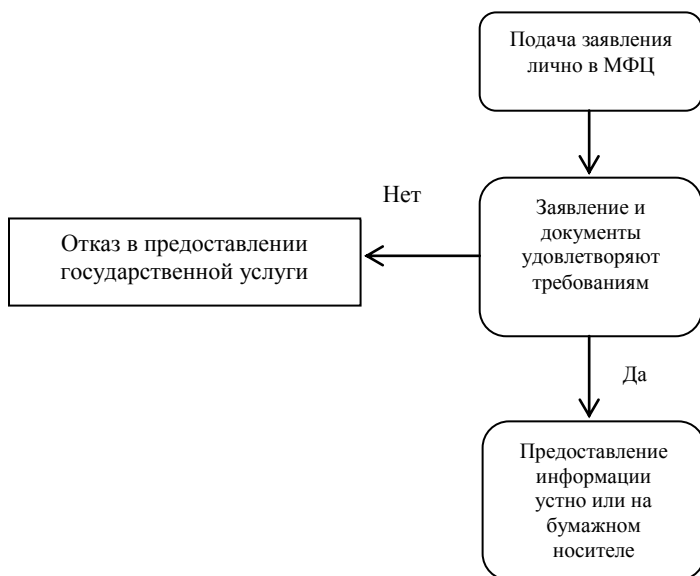 Подача заявления
лично в МФЦ
Нет
Заявление и
документы
удовлетворяют
требованиям
Отказ в предоставлении
государственной услуги
Да
Предоставление
информации
устно или на
бумажном
носителе